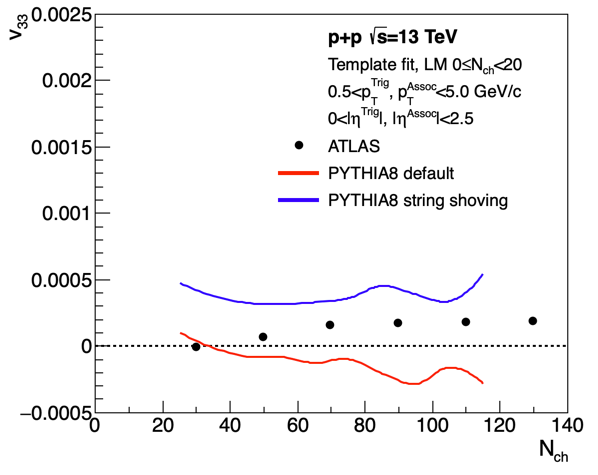 v33
0.0025
0.002
0.0015
0.001
0.0005
0
−0.0005
p+p √s=13 TeV
Template fit, LM 0≤Nch<20
0.5<pTTrig, pTAssoc<5.0 GeV/c
0<|ηTrig|, |ηAssoc|<2.5
ATLAS
PYTHIA8 default
PYTHIA8 string shoving
0 20 40 60 80 100 120 140
Nch